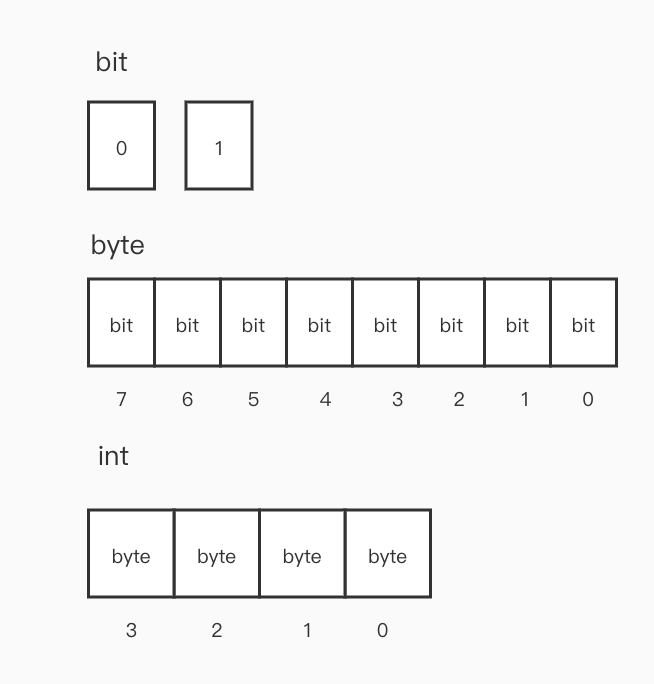 bit
0 1
byte
bit bit bit bit bit bit bit bit
7 6 5 4 3 2 1 0
int
byte byte byte byte
3 2 1 0